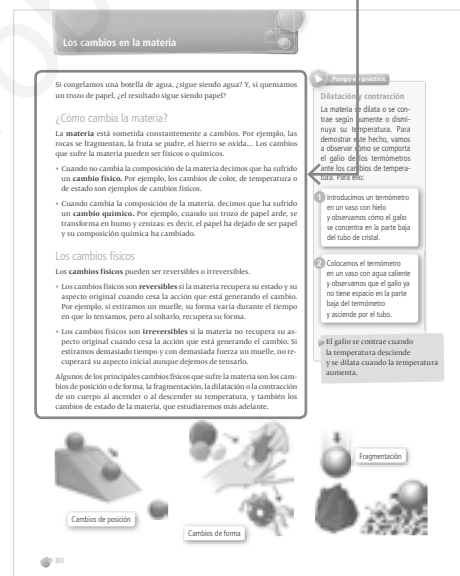 Los cambios en la materia
Si congelamos una botella de agua, ¿sigue siendo agua? Y, si quemamos
un trozo de papel, ¿el resultado sigue siendo papel?
¿Cómo cambia la materia?
La materia está sometida constantemente a cambios. Por ejemplo, las
rocas se fragmentan, la fruta se pudre, el hierro se oxida... Los cambios
que sufre la materia pueden ser físicos o químicos.
• Cuando no cambia la composición de la materia decimos que ha sufrido
un cambio físico. Por ejemplo, los cambios de color, de temperatura o
de estado son ejemplos de cambios físicos.
• Cuando cambia la composición de la materia, decimos que ha sufrido
un cambio químico. Por ejemplo, cuando un trozo de papel arde, se
transforma en humo y cenizas: es decir, el papel ha dejado de ser papel
y su composición química ha cambiado.
Los cambios físicos
Los cambios físicos pueden ser reversibles o irreversibles.
• Los cambios físicos son reversibles si la materia recupera su estado y su
aspecto original cuando cesa la acción que está generando el cambio.
Por ejemplo, si estiramos un muelle, su forma varía durante el tiempo
en que lo tensamos, pero al soltarlo, recupera su forma.
• Los cambios físicos son irreversibles si la materia no recupera su as-
pecto original cuando cesa la acción que está generando el cambio. Si
estiramos demasiado tiempo y con demasiada fuerza un muelle, no re-
cuperará su aspecto inicial aunque dejemos de tensarlo.
Algunos de los principales cambios físicos que sufre la materia son los cam-
bios de posición o de forma, la fragmentación, la dilatación o la contracción
de un cuerpo al ascender o al descender su temperatura, y también los
cambios de estado de la materia, que estudiaremos más adelante.
Pongo en práctica
Dilatación y contracción
La materia se dilata o se con-
trae según aumente o dismi-
nuya su temperatura. Para
demostrar este hecho, vamos
a observar cómo se comporta
el galio de los termómetros
ante los cambios de tempera-
tura. Para ello:
1 Introducimos un termómetro
en un vaso con hielo
y observamos cómo el galio
se concentra en la parte baja
del tubo de cristal.
2 Colocamos el termómetro
en un vaso con agua caliente
y observamos que el galio ya
no tiene espacio en la parte
baja del termómetro
y asciende por el tubo.
El galio se contrae cuando
la temperatura desciende
y se dilata cuando la temperatura
aumenta.
Cambios de posición
Cambios de forma
Fragmentación
80